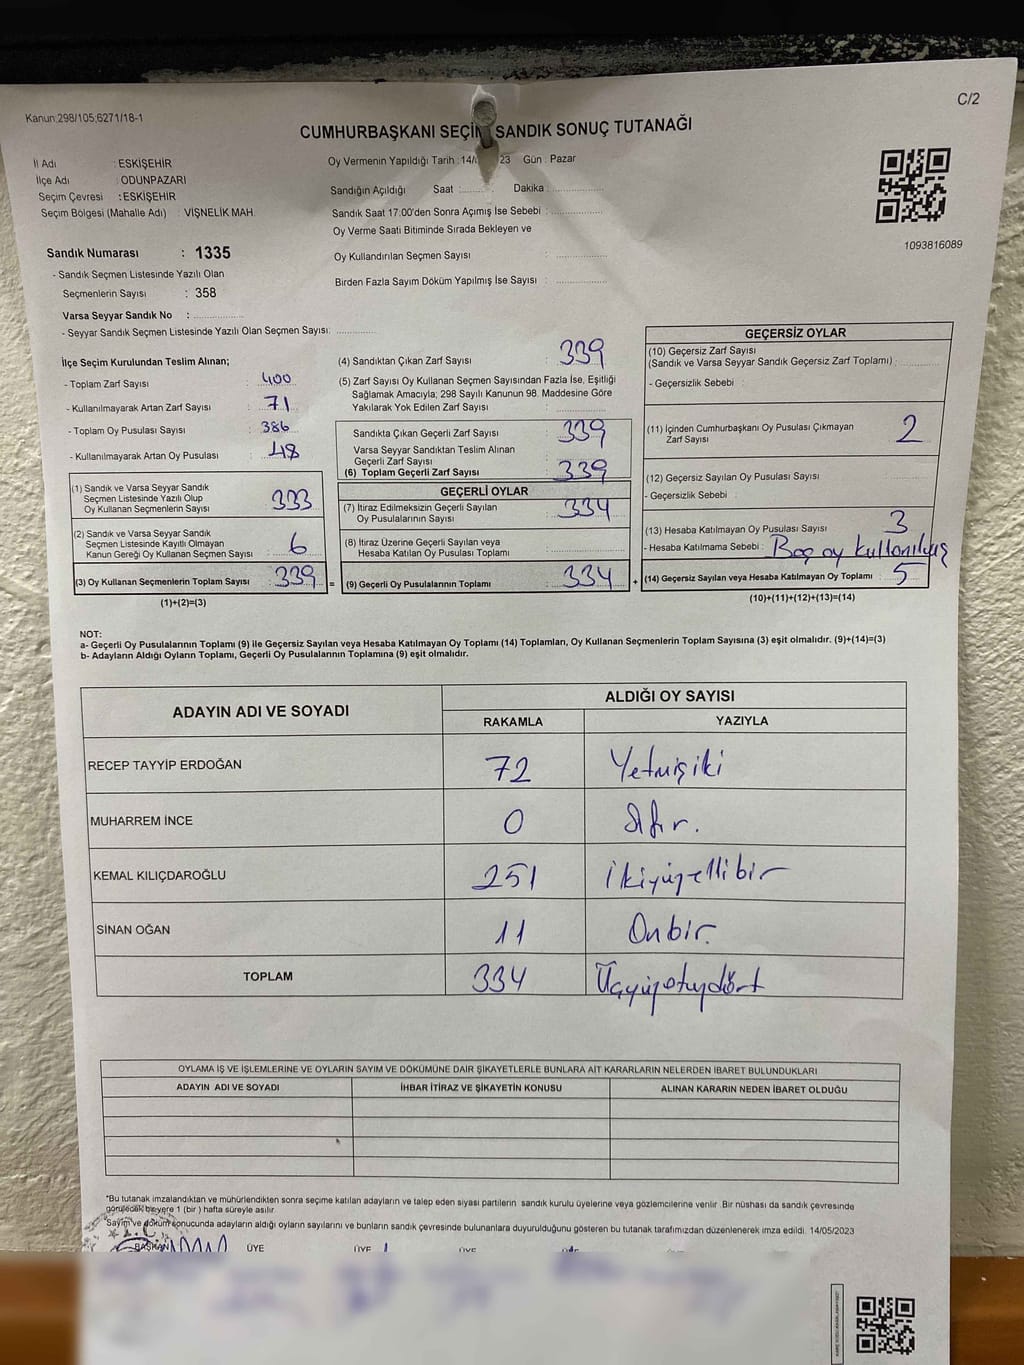 Kanun:298/105;6271/18-1
C/2
CUMHURBAŞKANI SEÇİM SANDIK SONUÇ TUTANAĞI
İl Adı : ESKİŞEHİR
İlçe Adı : ODUNPAZARI
Seçim Çevresi : ESKİŞEHİR
Seçim Bölgesi (Mahalle Adı) : VİŞNELİK MAH.
Oy Vermenin Yapıldığı Tarih :14/ 23 Gün : Pazar
Sandığın Açıldığı Saat :........ Dakika :..............
Sandık Saat 17.00'den Sonra Açımış İse Sebebi :..............
Oy Verme Saati Bitiminde Sırada Bekleyen ve
Oy Kullandırılan Seçmen Sayısı : ..............
Birden Fazla Sayım Döküm Yapılmış İse Sayısı : ..............
1093816089
Sandık Numarası : 1335
- Sandık Seçmen Listesinde Yazılı Olan
Seçmenlerin Sayısı : 358
Varsa Seyyar Sandık No : ..............
- Seyyar Sandık Seçmen Listesinde Yazılı Olan Seçmen Sayısı: ..............
İlçe Seçim Kurulundan Teslim Alınan;
- Toplam Zarf Sayısı : 400
- Kullanılmayarak Artan Zarf Sayısı : 71
- Toplam Oy Pusulası Sayısı : 386
- Kullanılmayarak Artan Oy Pusulası : 48
(1) Sandık ve Varsa Seyyar Sandık
Seçmen Listesinde Yazılı Olup
Oy Kullanan Seçmenlerin Sayısı : 333
(2) Sandık ve Varsa Seyyar Sandık
Seçmen Listesinde Kayıtlı Olmayan
Kanun Gereği Oy Kullanan Seçmen Sayısı : 6
(3) Oy Kullanan Seçmenlerin Toplam Sayısı : 339
(1)+(2)=(3)
(4) Sandıktan Çıkan Zarf Sayısı : 339
(5) Zarf Sayısı Oy Kullanan Seçmen Sayısından Fazla İse, Eşitliği
Sağlamak Amacıyla; 298 Sayılı Kanunun 98. Maddesine Göre
Yakılarak Yok Edilen Zarf Sayısı : ..............
Sandıkta Çıkan Geçerli Zarf Sayısı : 339
Varsa Seyyar Sandıktan Teslim Alınan
Geçerli Zarf Sayısı
(6) Toplam Geçerli Zarf Sayısı : 339
GEÇERLİ OYLAR
(7) İtiraz Edilmeksizin Geçerli Sayılan
Oy Pusulalarının Sayısı : 334
(8) İtiraz Üzerine Geçerli Sayılan veya
Hesaba Katılan Oy Pusulası Toplamı : ..............
= (9) Geçerli Oy Pusulalarının Toplamı : 334 +
GEÇERSİZ OYLAR
(10) Geçersiz Zarf Sayısı
(Sandık ve Varsa Seyyar Sandık Geçersiz Zarf Toplamı) :
- Geçersizlik Sebebi :
(11) İçinden Cumhurbaşkanı Oy Pusulası Çıkmayan
Zarf Sayısı : 2
(12) Geçersiz Sayılan Oy Pusulası Sayısı :
- Geçersizlik Sebebi :
(13) Hesaba Katılmayan Oy Pusulası Sayısı : 3
- Hesaba Katılmama Sebebi : Boş oy kullanılmış
(14) Geçersiz Sayılan veya Hesaba Katılmayan Oy Toplamı : 5
(10)+(11)+(12)+(13)=(14)
NOT:
a- Geçerli Oy Pusulalarının Toplamı (9) ile Geçersiz Sayılan veya Hesaba Katılmayan Oy Toplamı (14) Toplamları, Oy Kullanan Seçmenlerin Toplam Sayısına (3) eşit olmalıdır. (9)+(14)=(3)
b- Adayların Aldığı Oyların Toplamı, Geçerli Oy Pusulalarının Toplamına (9) eşit olmalıdır.
ADAYIN ADI VE SOYADI
ALDIĞI OY SAYISI
RAKAMLA YAZIYLA
RECEP TAYYİP ERDOĞAN 72 Yetmişiki
MUHARREM İNCE 0 Sıfır.
KEMAL KILIÇDAROĞLU 251 İkiyüzellibir
SİNAN OĞAN 11 Onbir.
TOPLAM 334 Üçyüzotuzdört
OYLAMA İŞ VE İŞLEMLERİNE VE OYLARIN SAYIM VE DÖKÜMÜNE DAİR ŞİKAYETLERLE BUNLARA AİT KARARLARIN NELERDEN İBARET BULUNDUKLARI
ADAYIN ADI VE SOYADI İHBAR İTİRAZ VE ŞİKAYETİN KONUSU ALINAN KARARIN NEDEN İBARET OLDUĞU
*Bu tutanak imzalandıktan ve mühürlendikten sonra seçime katılan adayların ve talep eden siyasi partilerin sandık kurulu üyelerine veya gözlemcilerine verilir. Bir nüshası da sandık çevresinde
görülecek bir yere 1 (bir) hafta süreyle asılır.
*Sayım ve döküm sonucunda adayların aldığı oyların sayılarını ve bunların sandık çevresinde bulunanlara duyurulduğunu gösteren bu tutanak tarafımızdan düzenlenerek imza edildi. 14/05/2023
T.C.
BAŞKAN ÜYE ÜYE ÜYE